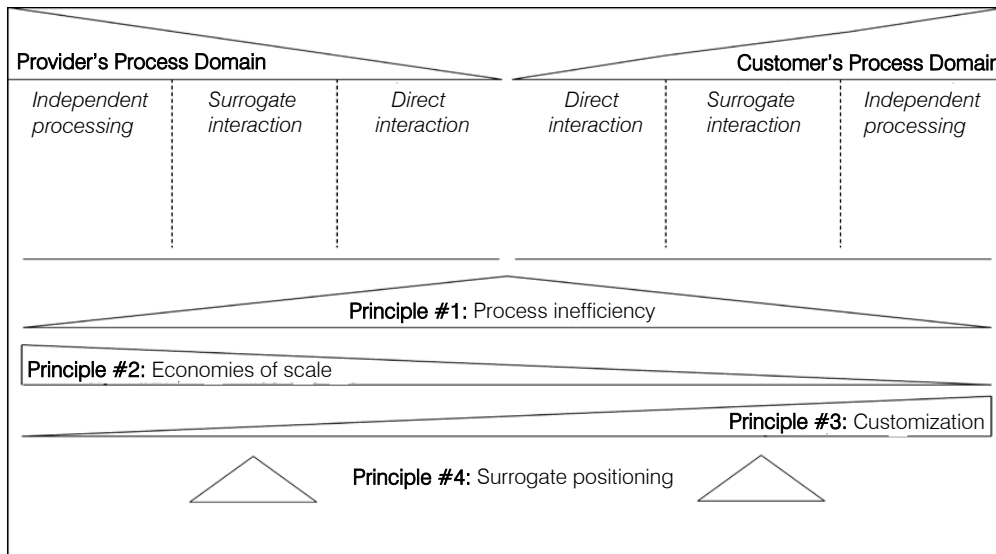 Provider's Process Domain
Customer's Process Domain
Independent
processing
Surrogate
interaction
Direct
interaction
Direct
interaction
Surrogate
interaction
Independent
processing
Principle #1: Process inefficiency
Principle #2: Economies of scale
Principle #3: Customization
Principle #4: Surrogate positioning